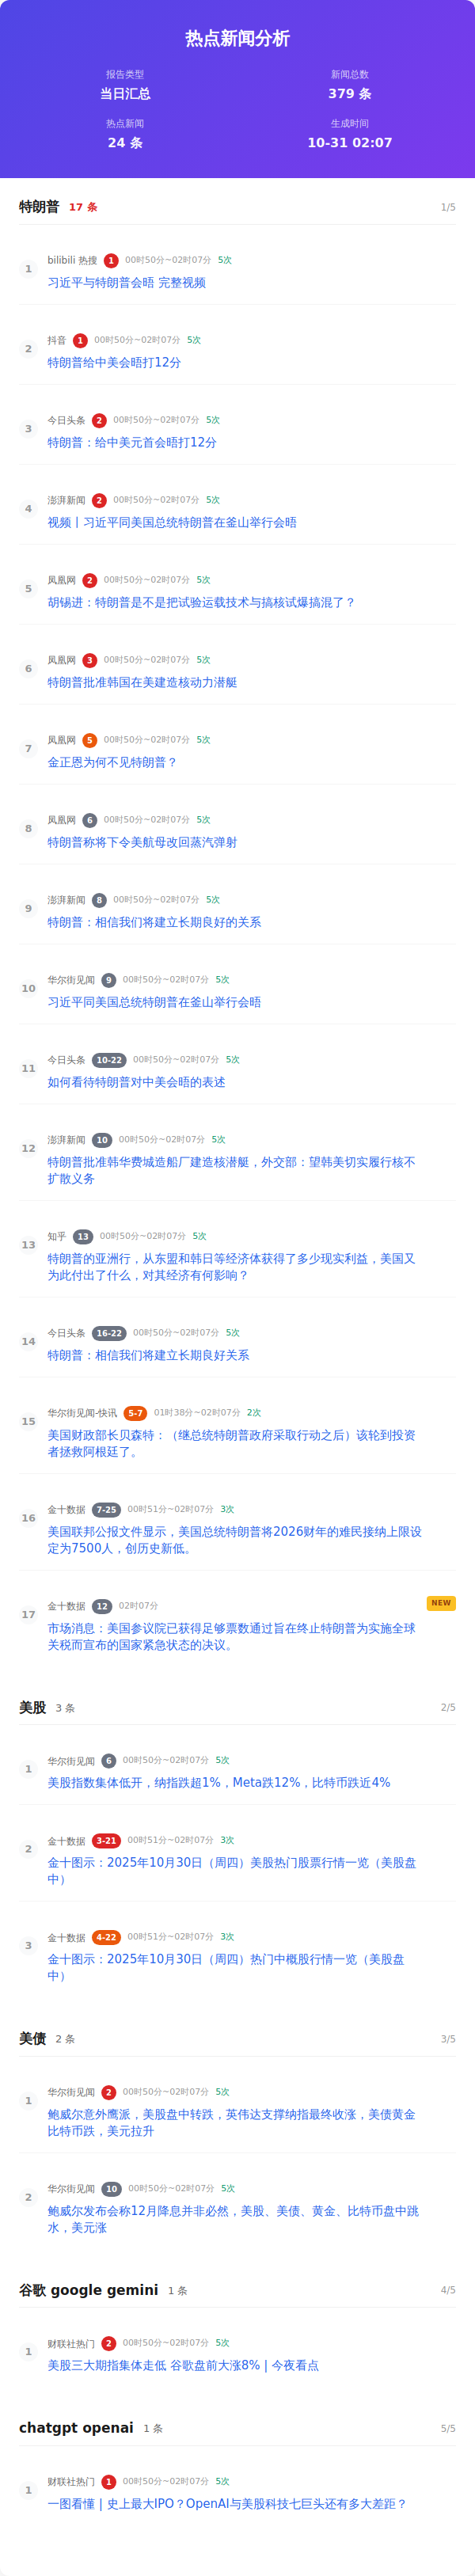 热点新闻分析
报告类型
当日汇总
新闻总数
379 条
热点新闻
24 条
生成时间
10-31 02:07
特朗普 17 条 1/5
1
bilibili 热搜 1 00时50分~02时07分 5次
习近平与特朗普会晤 完整视频
2
抖音 1 00时50分~02时07分 5次
特朗普给中美会晤打12分
3
今日头条 2 00时50分~02时07分 5次
特朗普：给中美元首会晤打12分
4
澎湃新闻 2 00时50分~02时07分 5次
视频丨习近平同美国总统特朗普在釜山举行会晤
5
凤凰网 2 00时50分~02时07分 5次
胡锡进：特朗普是不是把试验运载技术与搞核试爆搞混了？
6
凤凰网 3 00时50分~02时07分 5次
特朗普批准韩国在美建造核动力潜艇
7
凤凰网 5 00时50分~02时07分 5次
金正恩为何不见特朗普？
8
凤凰网 6 00时50分~02时07分 5次
特朗普称将下令美航母改回蒸汽弹射
9
澎湃新闻 8 00时50分~02时07分 5次
特朗普：相信我们将建立长期良好的关系
10
华尔街见闻 9 00时50分~02时07分 5次
习近平同美国总统特朗普在釜山举行会晤
11
今日头条 10-22 00时50分~02时07分 5次
如何看待特朗普对中美会晤的表述
12
澎湃新闻 10 00时50分~02时07分 5次
特朗普批准韩华费城造船厂建造核潜艇，外交部：望韩美切实履行核不
扩散义务
13
知乎 13 00时50分~02时07分 5次
特朗普的亚洲行，从东盟和韩日等经济体获得了多少现实利益，美国又
为此付出了什么，对其经济有何影响？
14
今日头条 16-22 00时50分~02时07分 5次
特朗普：相信我们将建立长期良好关系
15
华尔街见闻-快讯 5-7 01时38分~02时07分 2次
美国财政部长贝森特：（继总统特朗普政府采取行动之后）该轮到投资
者拯救阿根廷了。
16
金十数据 7-25 00时51分~02时07分 3次
美国联邦公报文件显示，美国总统特朗普将2026财年的难民接纳上限设
定为7500人，创历史新低。
17
金十数据 12 02时07分 NEW
市场消息：美国参议院已获得足够票数通过旨在终止特朗普为实施全球
关税而宣布的国家紧急状态的决议。
美股 3 条 2/5
1
华尔街见闻 6 00时50分~02时07分 5次
美股指数集体低开，纳指跌超1%，Meta跌12%，比特币跌近4%
2
金十数据 3-21 00时51分~02时07分 3次
金十图示：2025年10月30日（周四）美股热门股票行情一览（美股盘
中）
3
金十数据 4-22 00时51分~02时07分 3次
金十图示：2025年10月30日（周四）热门中概股行情一览（美股盘
中）
美债 2 条 3/5
1
华尔街见闻 2 00时50分~02时07分 5次
鲍威尔意外鹰派，美股盘中转跌，英伟达支撑纳指最终收涨，美债黄金
比特币跌，美元拉升
2
华尔街见闻 10 00时50分~02时07分 5次
鲍威尔发布会称12月降息并非必然，美股、美债、黄金、比特币盘中跳
水，美元涨
谷歌 google gemini 1 条 4/5
1
财联社热门 2 00时50分~02时07分 5次
美股三大期指集体走低 谷歌盘前大涨8% | 今夜看点
chatgpt openai 1 条 5/5
1
财联社热门 1 00时50分~02时07分 5次
一图看懂 | 史上最大IPO？OpenAI与美股科技七巨头还有多大差距？